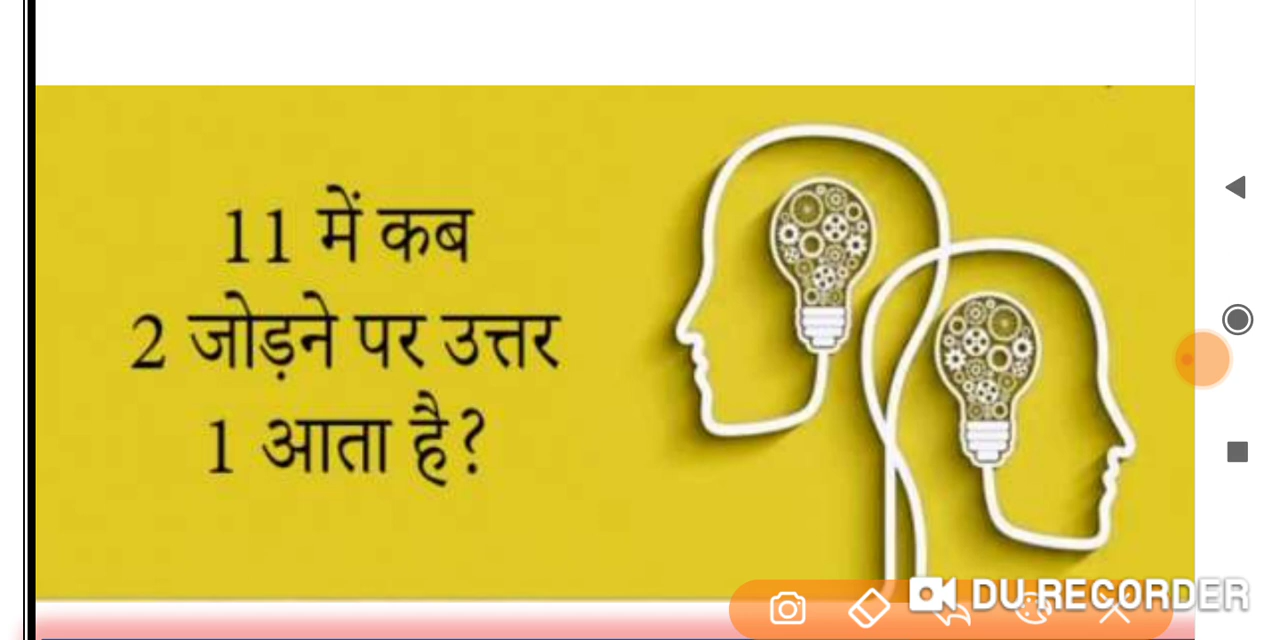 11 में कब
2 जोड़ने पर उत्तर
1 आता है?
DU RECORDER